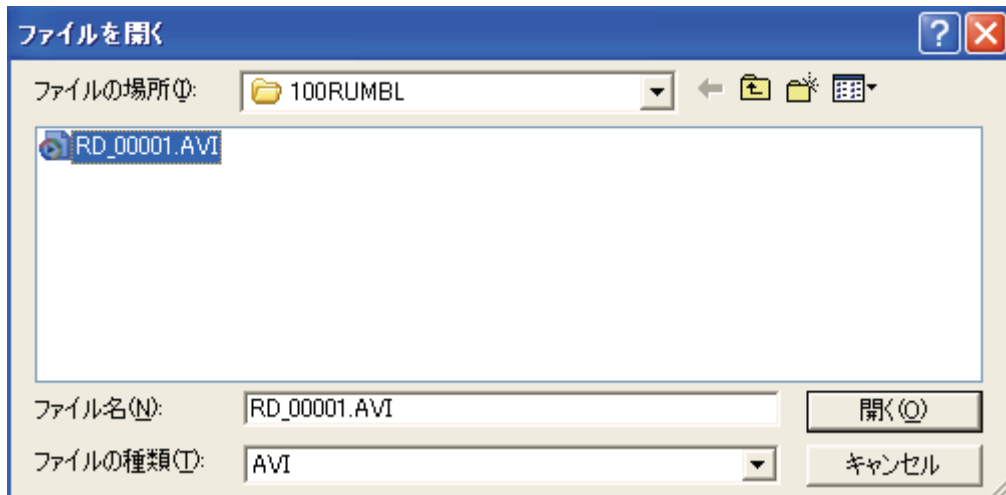 ファイルを開く
ファイルの場所(I): 100RUMBL
RD_00001.AVI
ファイル名(N): RD_00001.AVI 開く(O)
ファイルの種類(T): AVI キャンセル